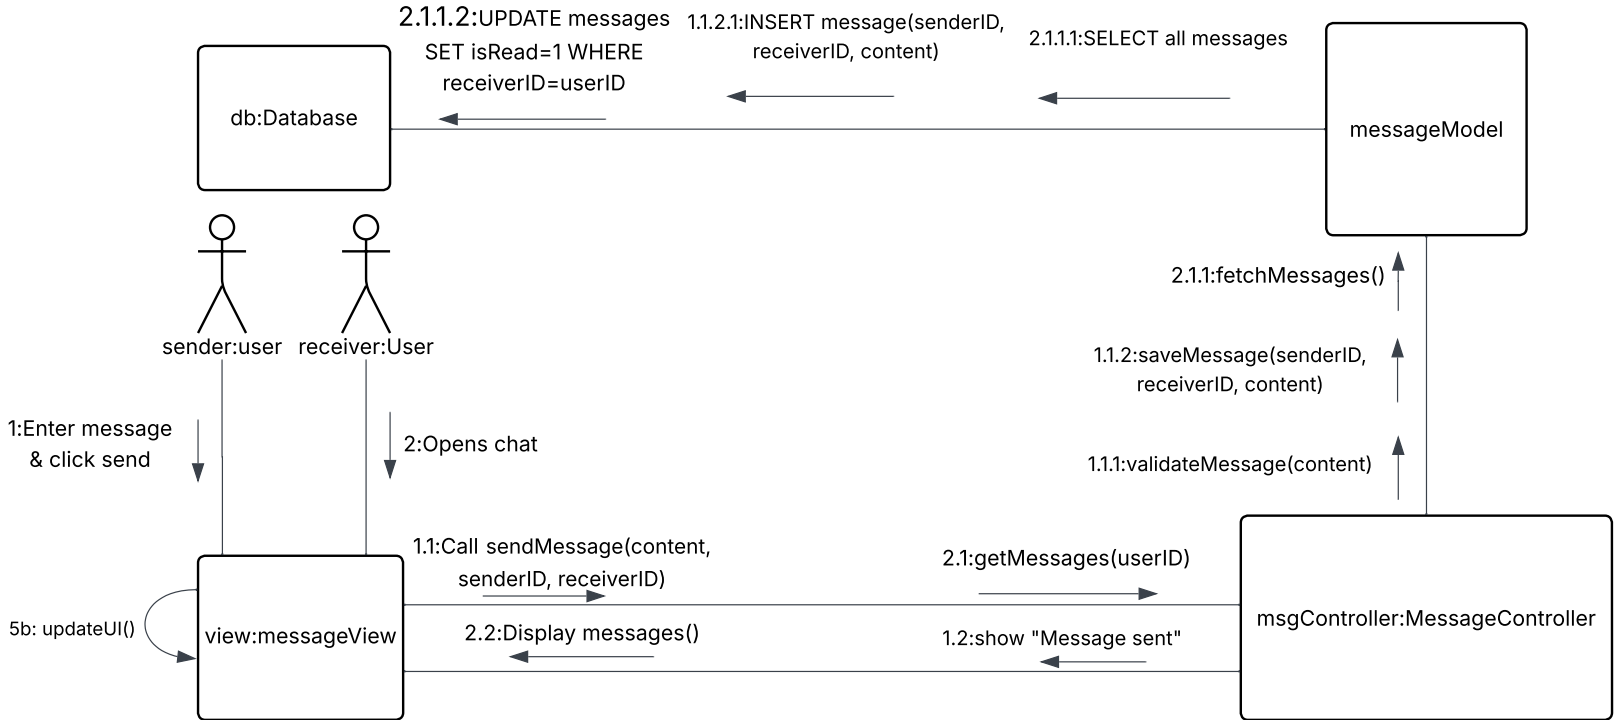 2.1.1.2:UPDATE messages
SET isRead=1 WHERE
receiverID=userID
1.1.2.1:INSERT message(senderID,
receiverID, content)
2.1.1.1:SELECT all messages
db:Database
messageModel
sender:user
receiver:User
2.1.1:fetchMessages()
1.1.2:saveMessage(senderID,
receiverID, content)
1.1.1:validateMessage(content)
1:Enter message
& click send
2:Opens chat
1.1:Call sendMessage(content,
senderID, receiverID)
2.1:getMessages(userID)
5b: updateUI()
view:messageView
2.2:Display messages()
1.2:show "Message sent"
msgController:MessageController